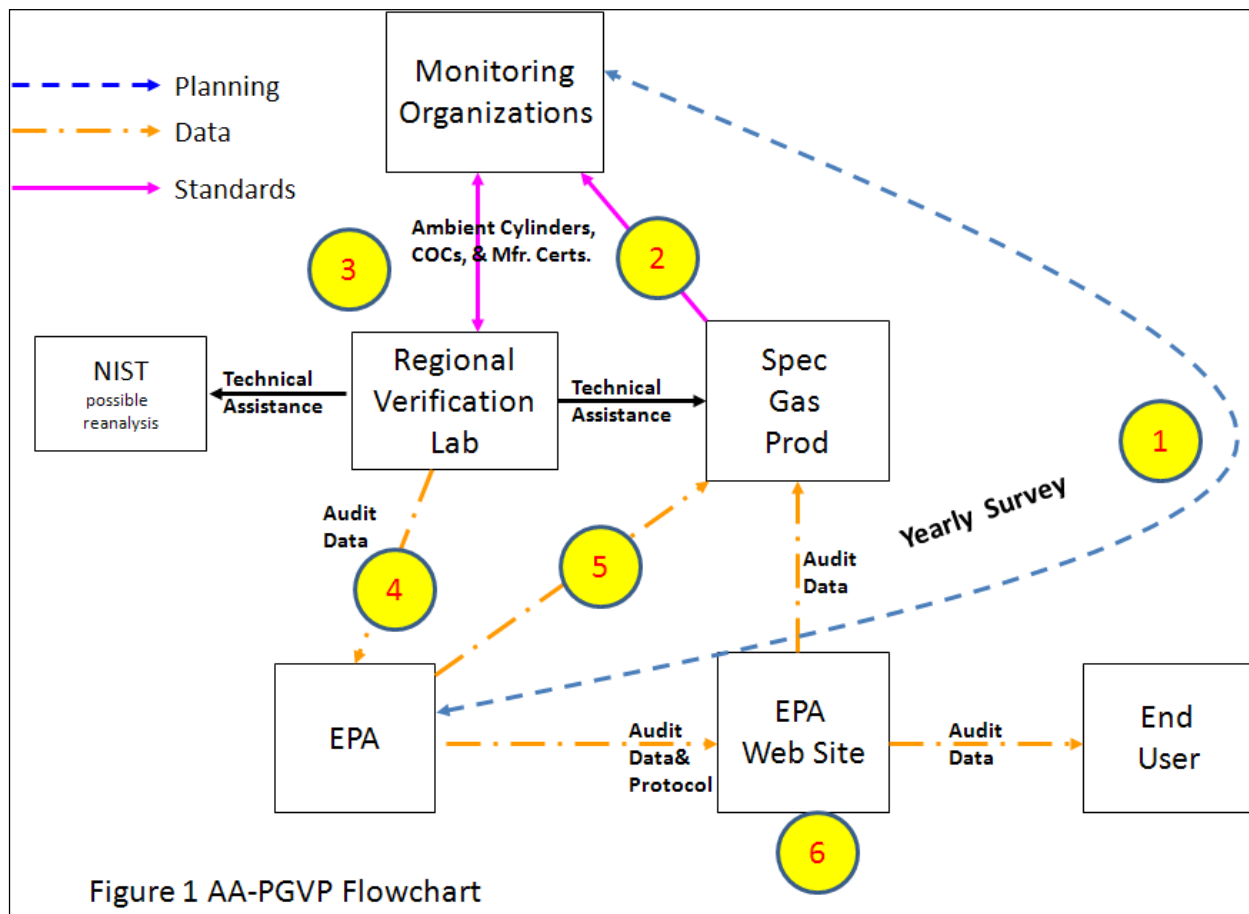 Planning
Data
Standards
Monitoring
Organizations
Ambient Cylinders,
COCs, & Mfr. Certs.
3
2
1
NIST
possible
reanalysis
Technical
Assistance
Regional
Verification
Lab
Technical
Assistance
Spec
Gas
Prod
Yearly Survey
Audit
Data
4
5
Audit
Data
EPA
Audit
Data&
Protocol
EPA
Web Site
Audit
Data
End
User
6
Figure 1 AA-PGVP Flowchart